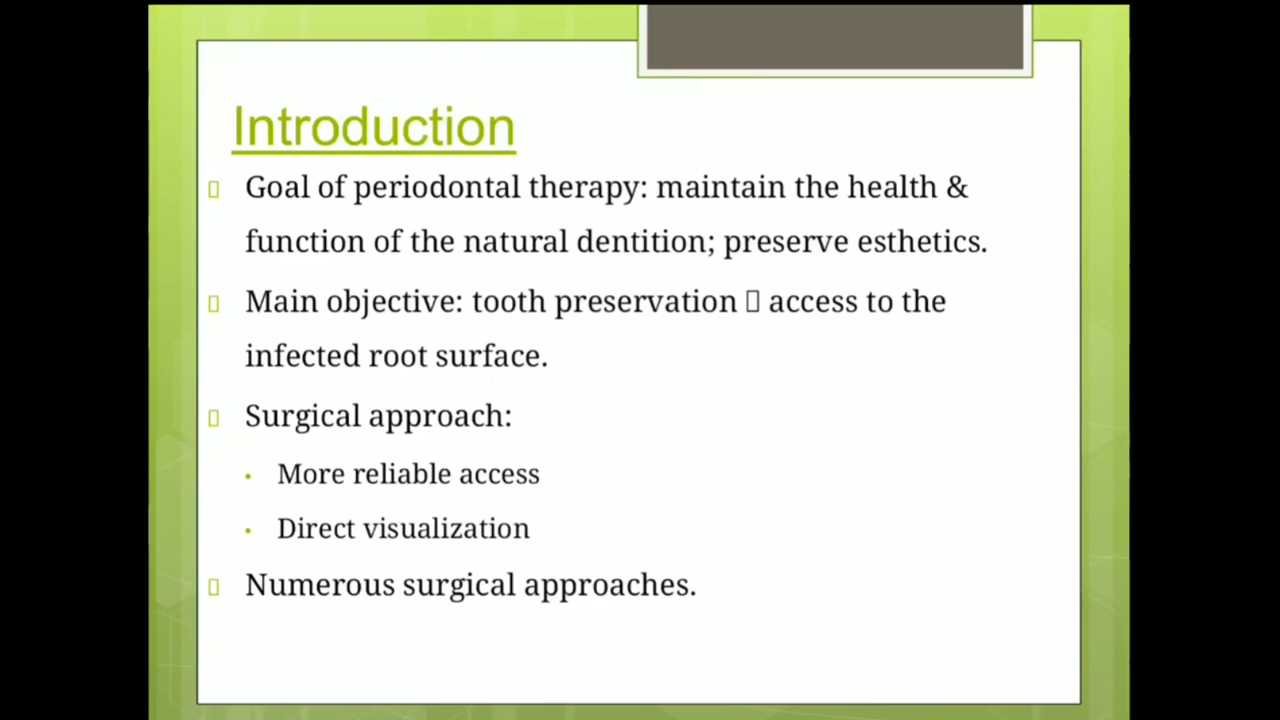 Introduction
▯ Goal of periodontal therapy: maintain the health &
function of the natural dentition; preserve esthetics.
▯ Main objective: tooth preservation ▯ access to the
infected root surface.
▯ Surgical approach:
• More reliable access
• Direct visualization
▯ Numerous surgical approaches.